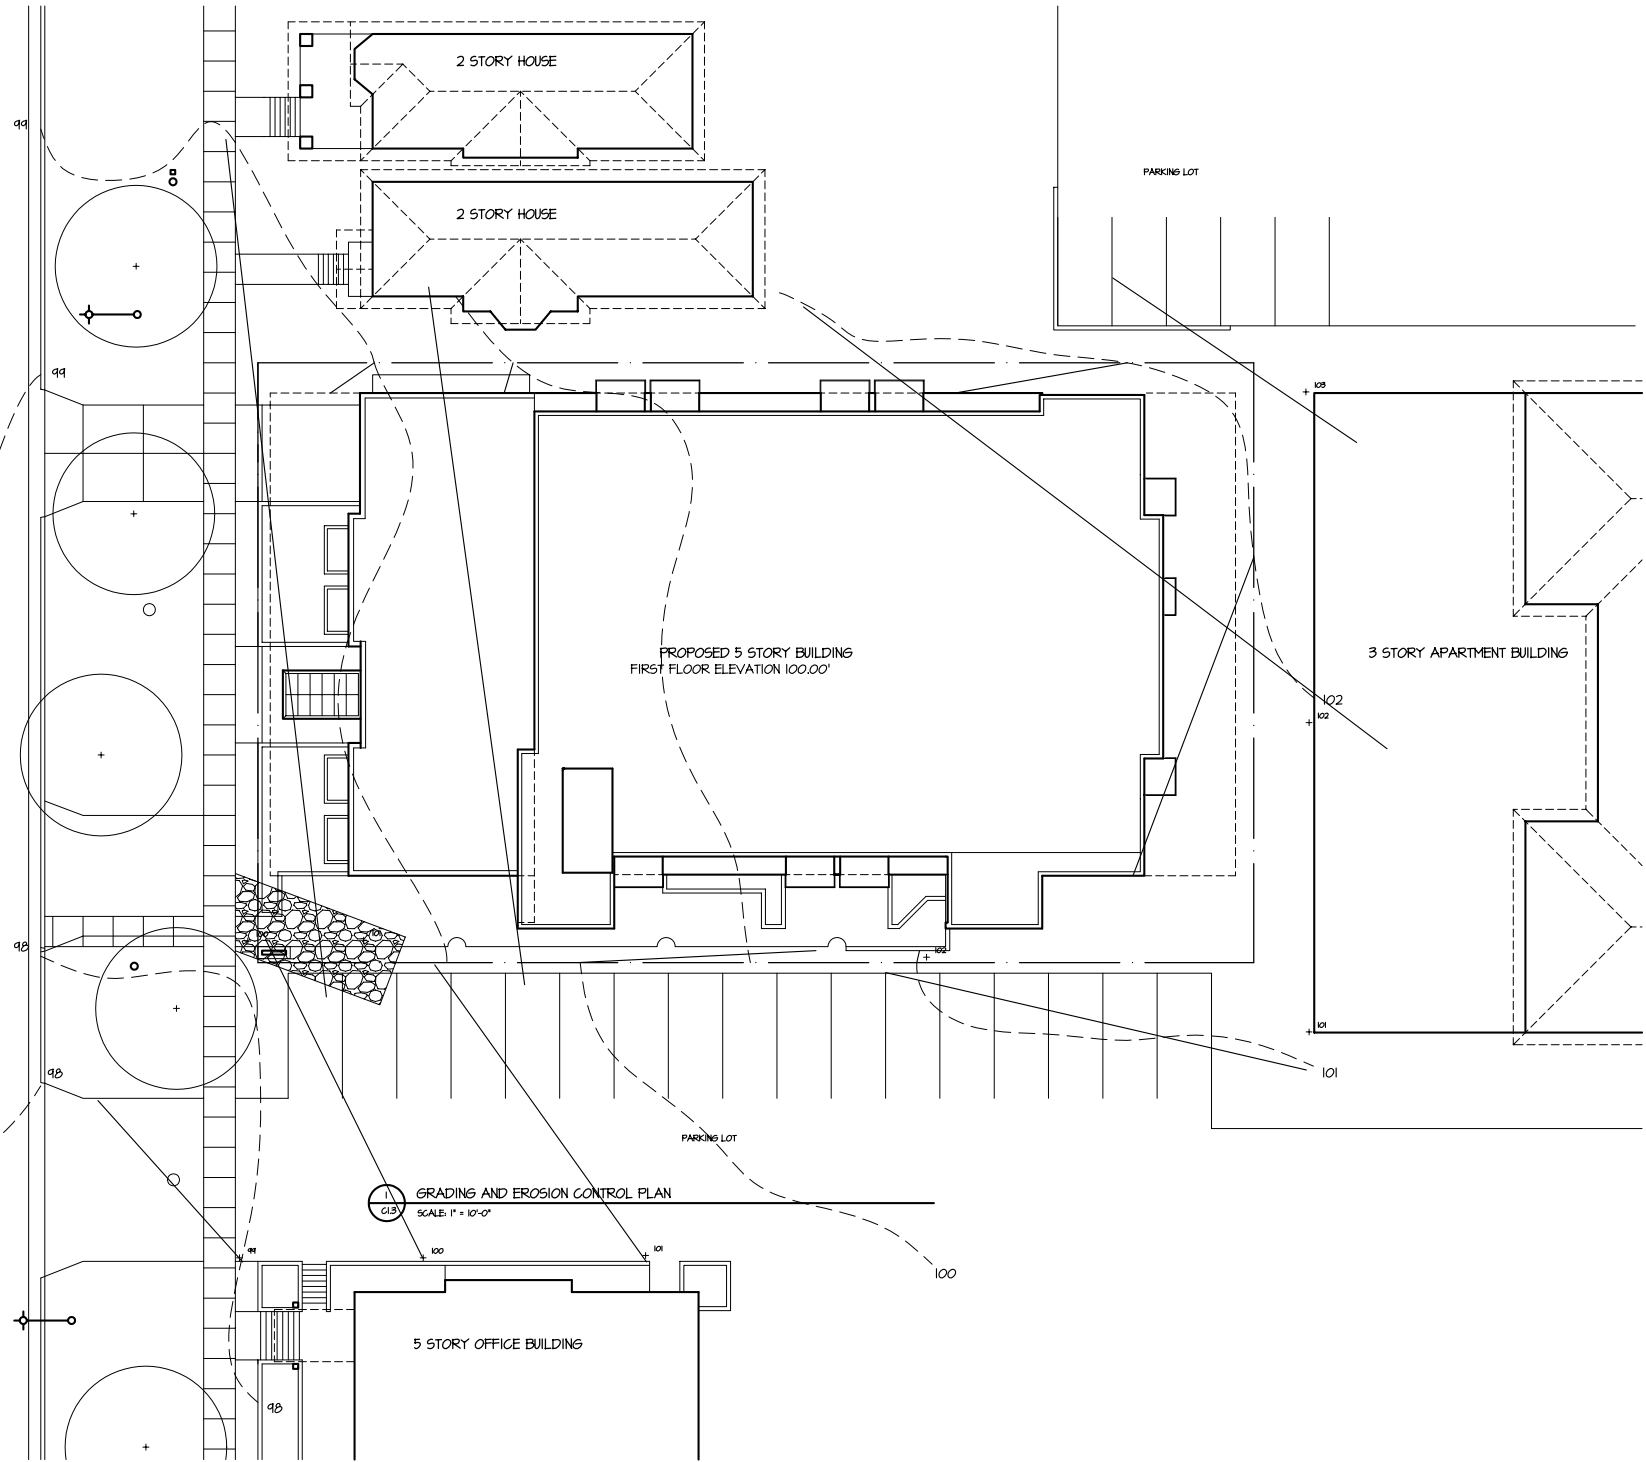 2 STORY HOUSE
99
PARKING LOT
2 STORY HOUSE
99
103
PROPOSED 5 STORY BUILDING
FIRST FLOOR ELEVATION 100.00'
3 STORY APARTMENT BUILDING
102
102
98
101
102
101
98
101
PARKING LOT
1
C1.3
GRADING AND EROSION CONTROL PLAN
SCALE: 1" = 10'-0"
99
100
101
100
5 STORY OFFICE BUILDING
98